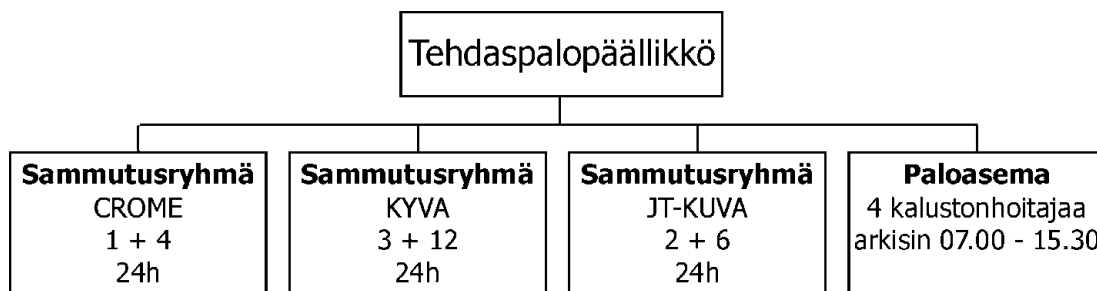 Tehdaspalopäällikkö
Sammutusryhmä
CROME
1 + 4
24h
Sammutusryhmä
KYVA
3 + 12
24h
Sammutusryhmä
JT-KUVA
2 + 6
24h
Paloasema
4 kalustonhoitajaa
arkisin 07.00 - 15.30